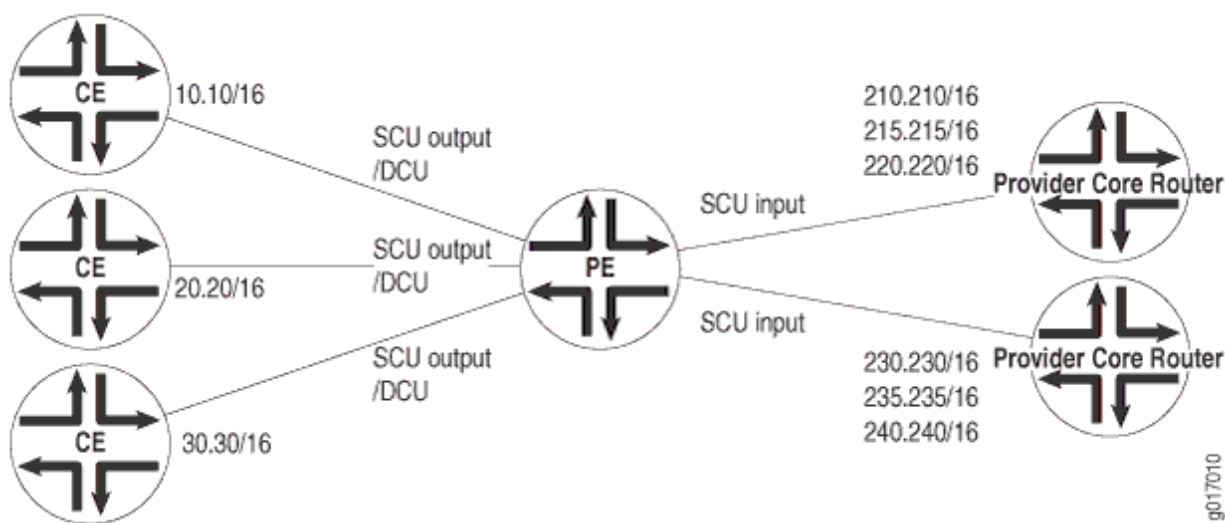 CE
10.10/16
SCU output
/DCU
210.210/16
215.215/16
220.220/16
Provider Core Router
SCU input
CE
20.20/16
SCU output
/DCU
PE
SCU input
CE
30.30/16
SCU output
/DCU
Provider Core Router
230.230/16
235.235/16
240.240/16
g017010